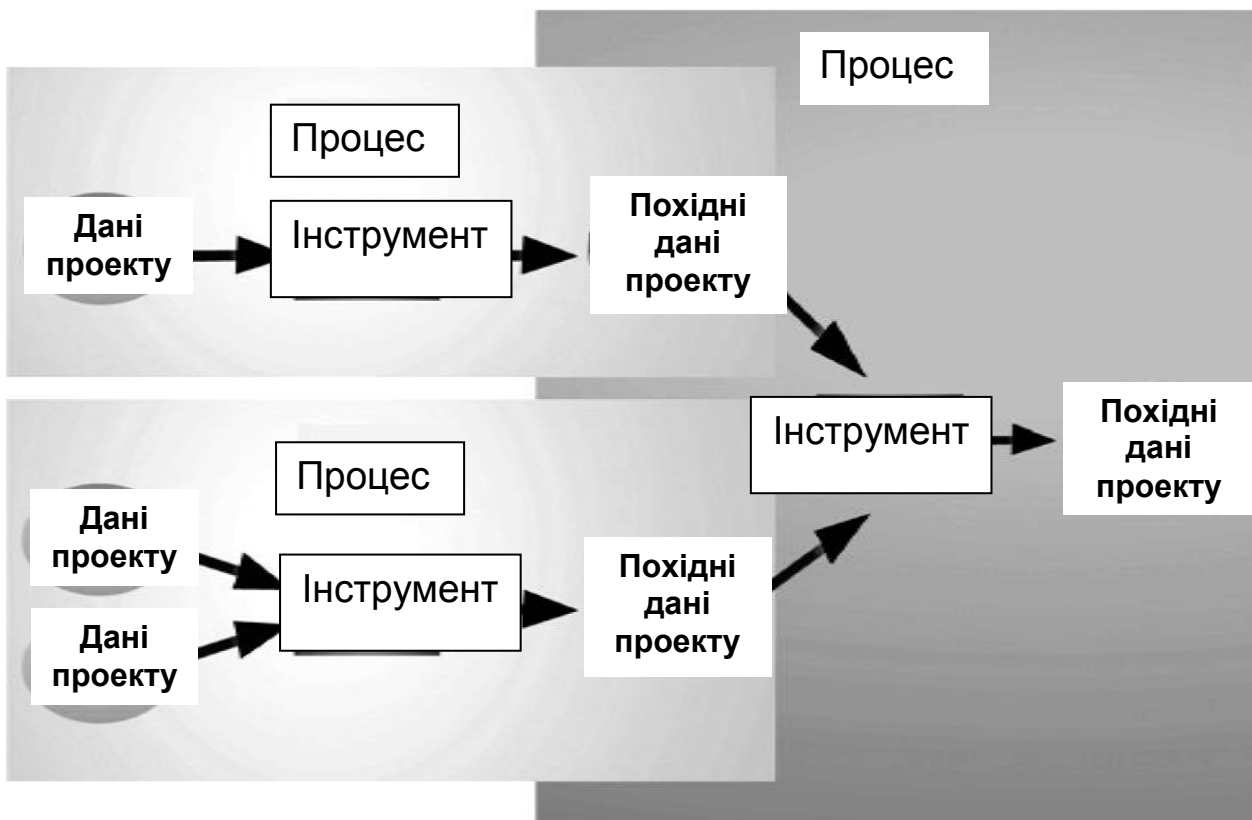 Процес
Процес
Дані
проекту
Інструмент
Похідні
дані
проекту
Інструмент
Похідні
дані
проекту
Процес
Дані
проекту
Інструмент
Дані
проекту
Похідні
дані
проекту